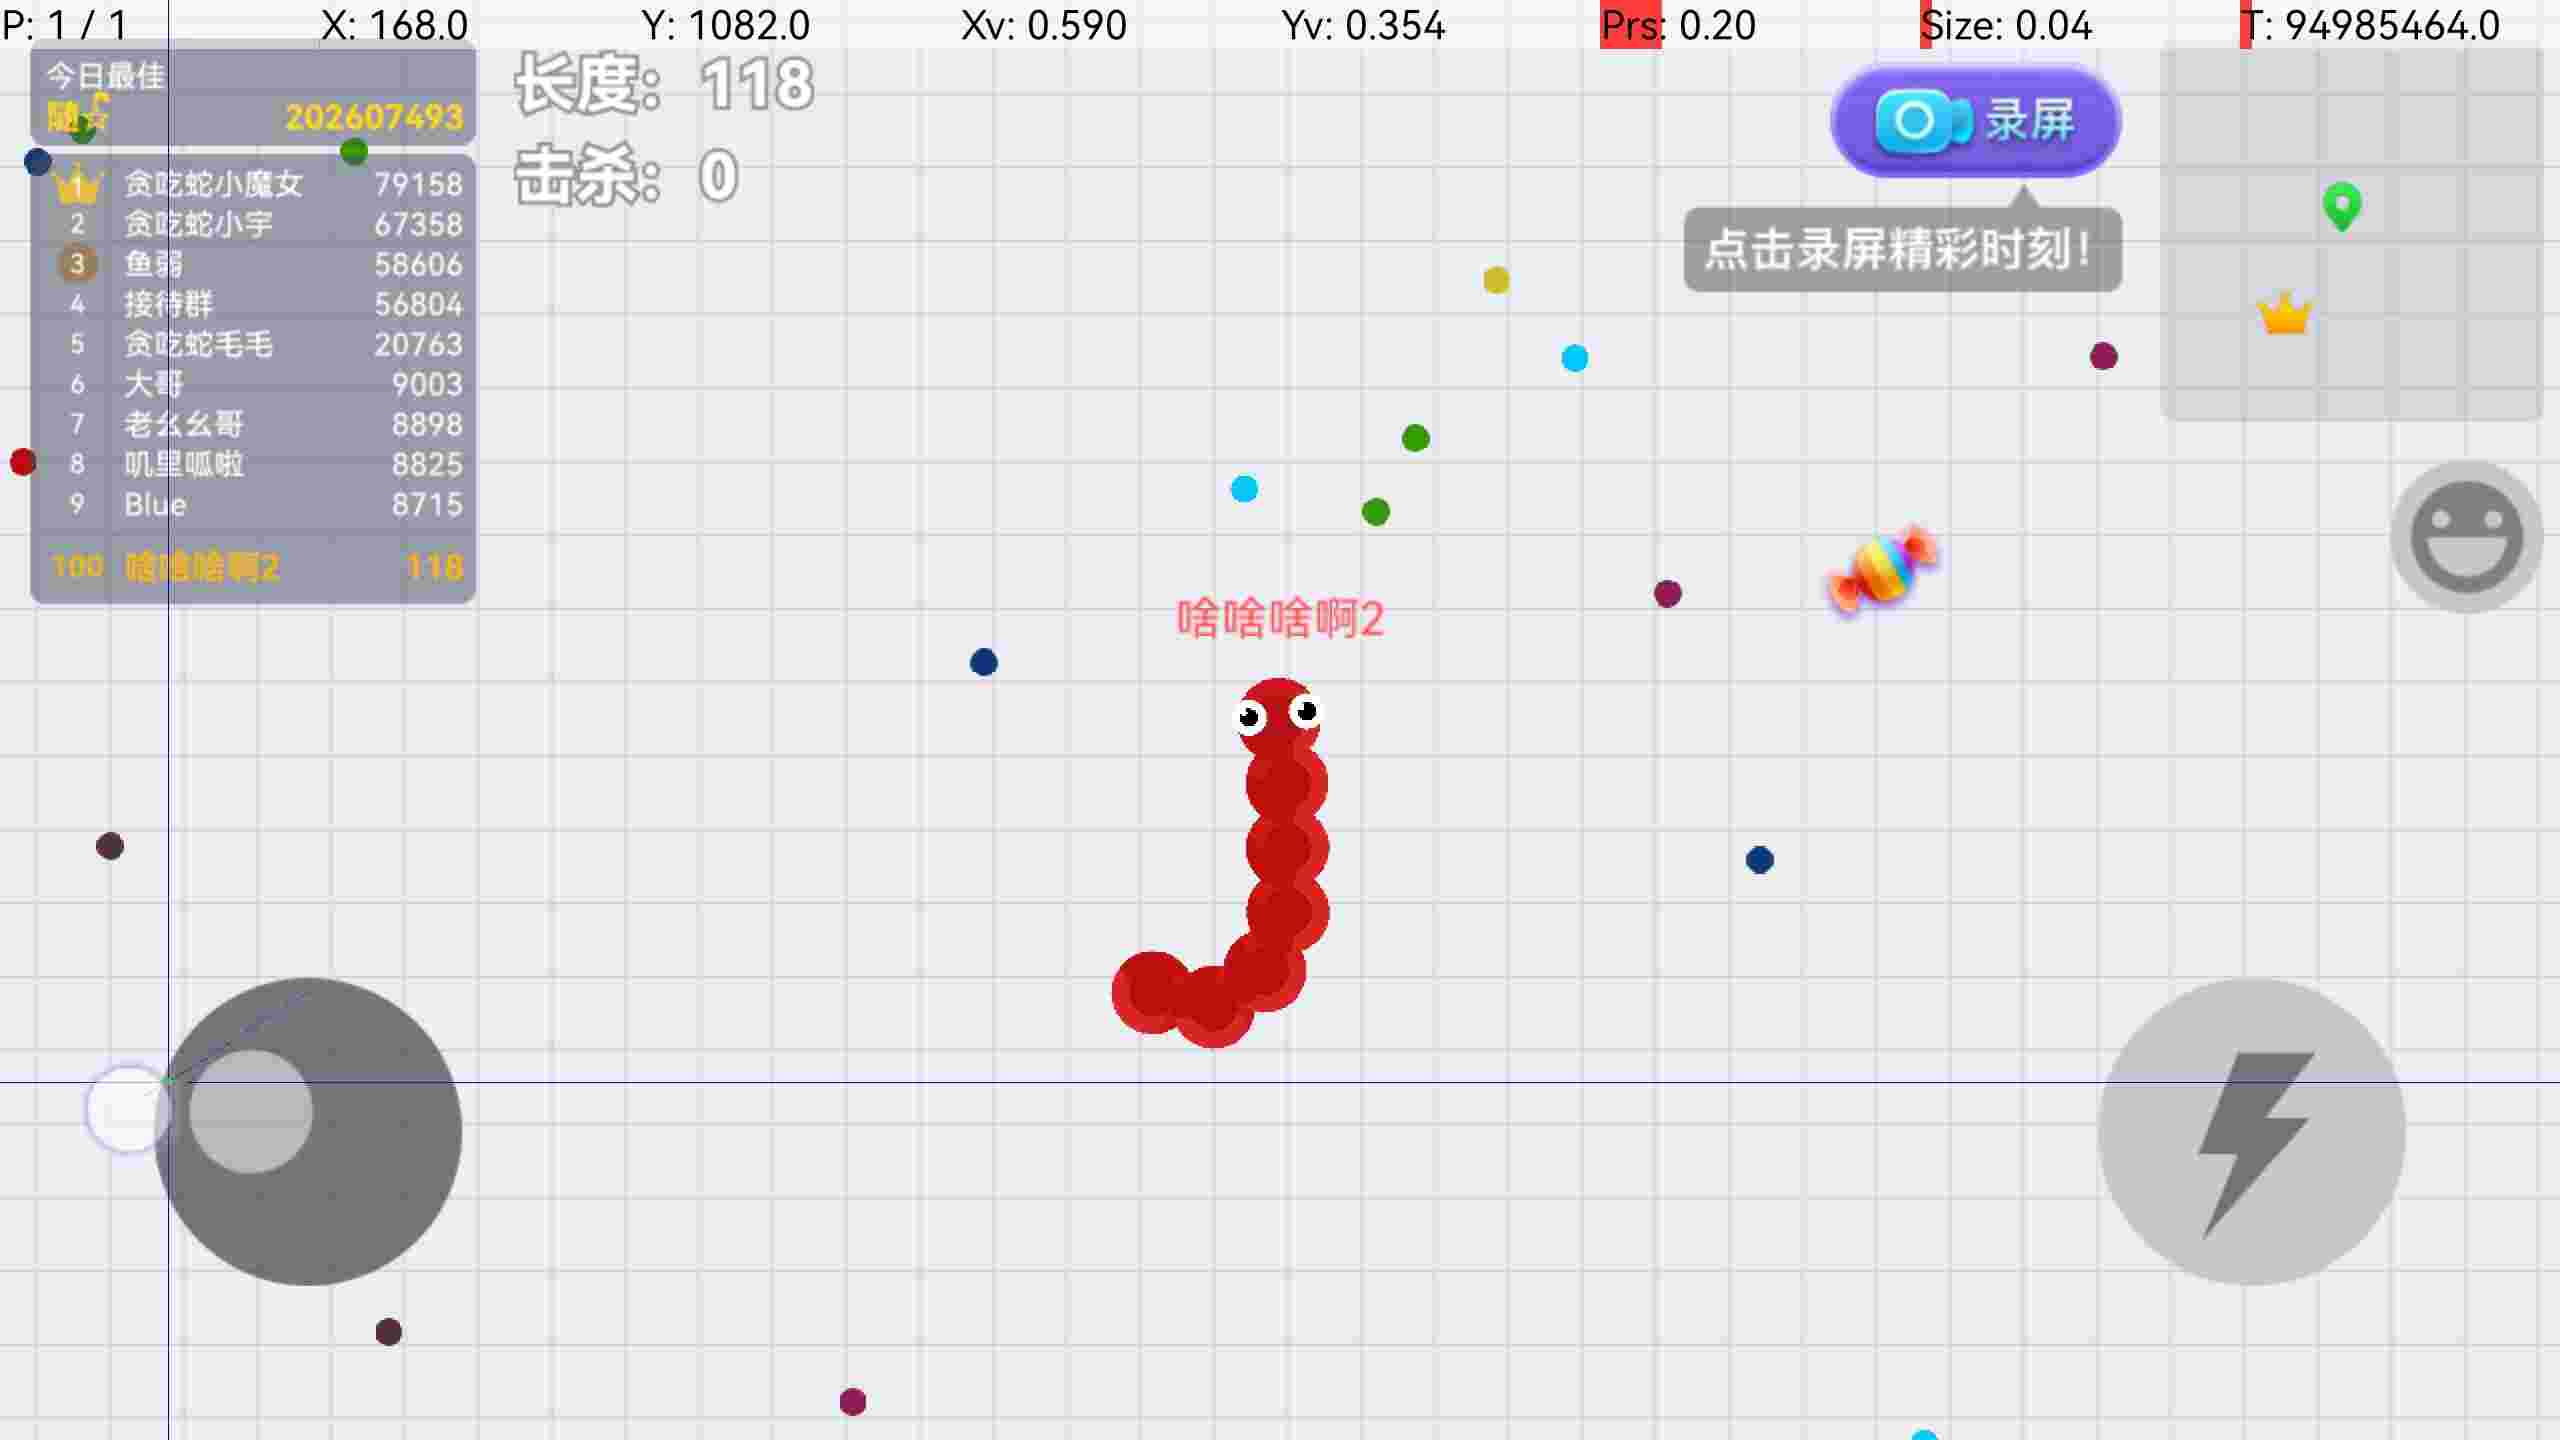 P: 1 / 1 X: 168.0 Y: 1082.0 Xv: 0.590 Yv: 0.354 Prs: 0.20 Size: 0.04 T: 94985464.0
今日最佳
随 202607493
1 贪吃蛇小魔女 79158
2 贪吃蛇小宇 67358
3 鱼弱 58606
4 接待群 56804
5 贪吃蛇毛毛 20763
6 大哥 9003
7 老幺幺哥 8898
8 叽里呱啦 8825
9 Blue 8715
100 啥啥啥啊2 118
长度：118
击杀：0
录屏
点击录屏精彩时刻！
啥啥啥啊2